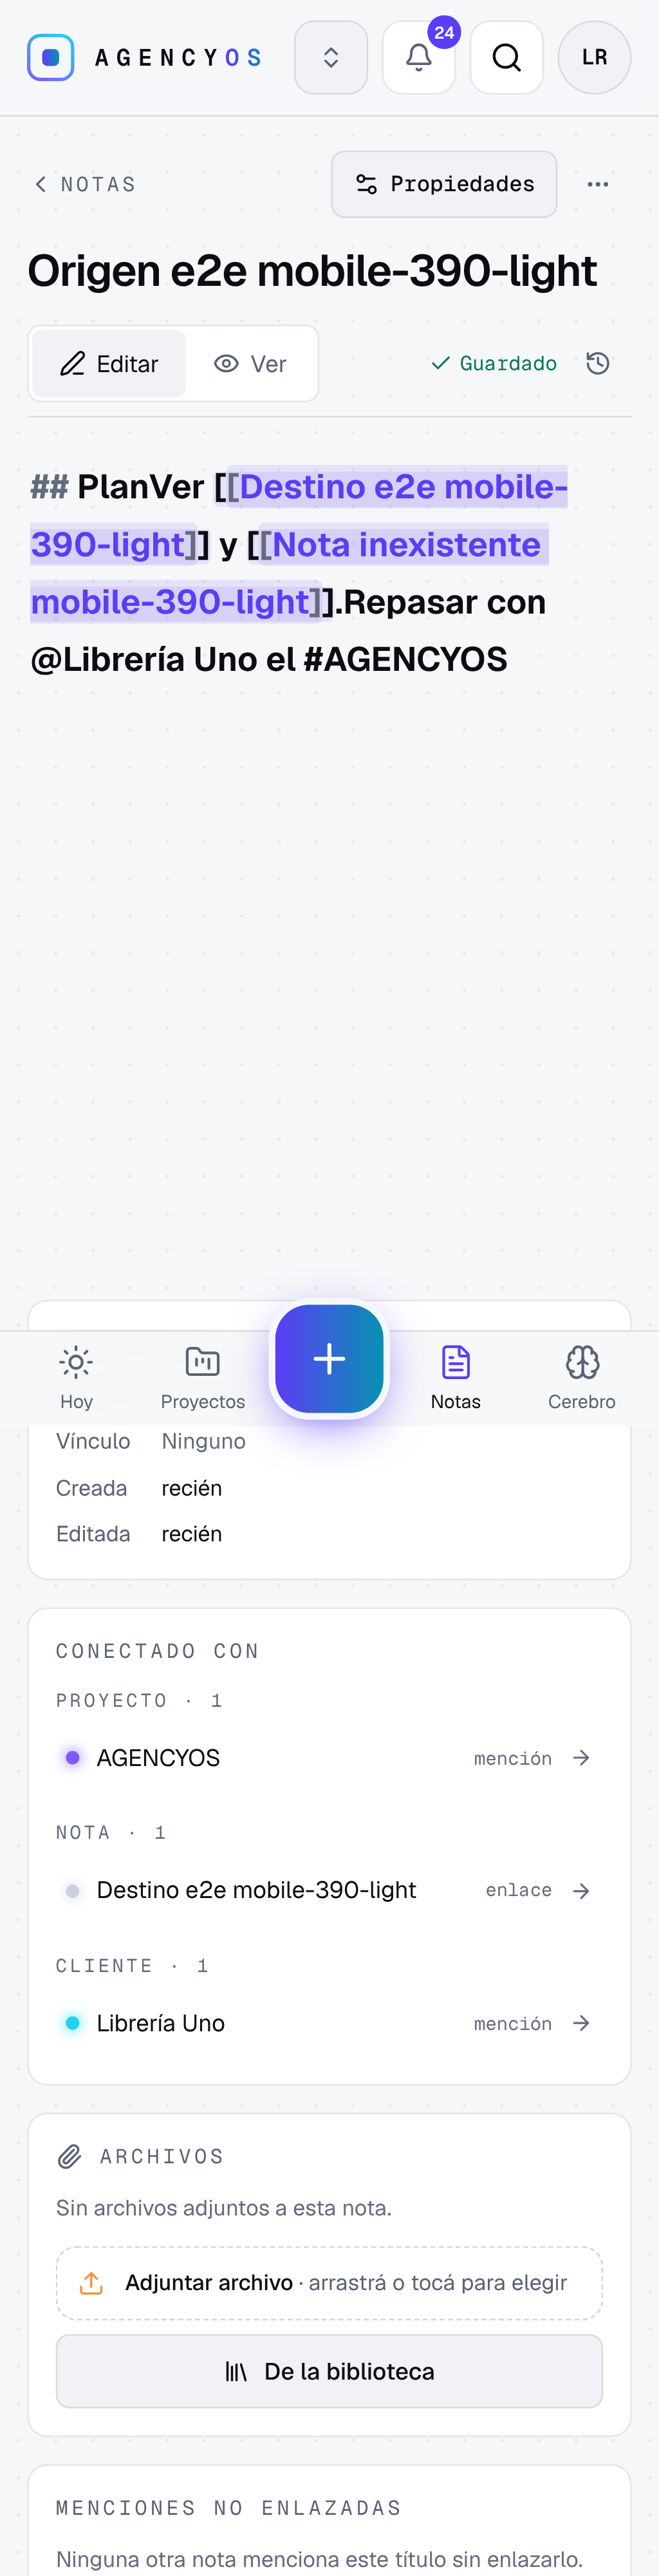 AGENCYOS
24
LR
NOTAS
Propiedades
Origen e2e mobile-390-light
Editar
Ver
Guardado
## PlanVer [[Destino e2e mobile-
390-light]] y [[Nota inexistente
mobile-390-light]].Repasar con
@Librería Uno el #AGENCYOS
Hoy
Proyectos
Notas
Cerebro
Vínculo Ninguno
Creada recién
Editada recién
CONECTADO CON
PROYECTO · 1
AGENCYOS mención
NOTA · 1
Destino e2e mobile-390-light enlace
CLIENTE · 1
Librería Uno mención
ARCHIVOS
Sin archivos adjuntos a esta nota.
Adjuntar archivo · arrastrá o tocá para elegir
De la biblioteca
MENCIONES NO ENLAZADAS
Ninguna otra nota menciona este título sin enlazarlo.